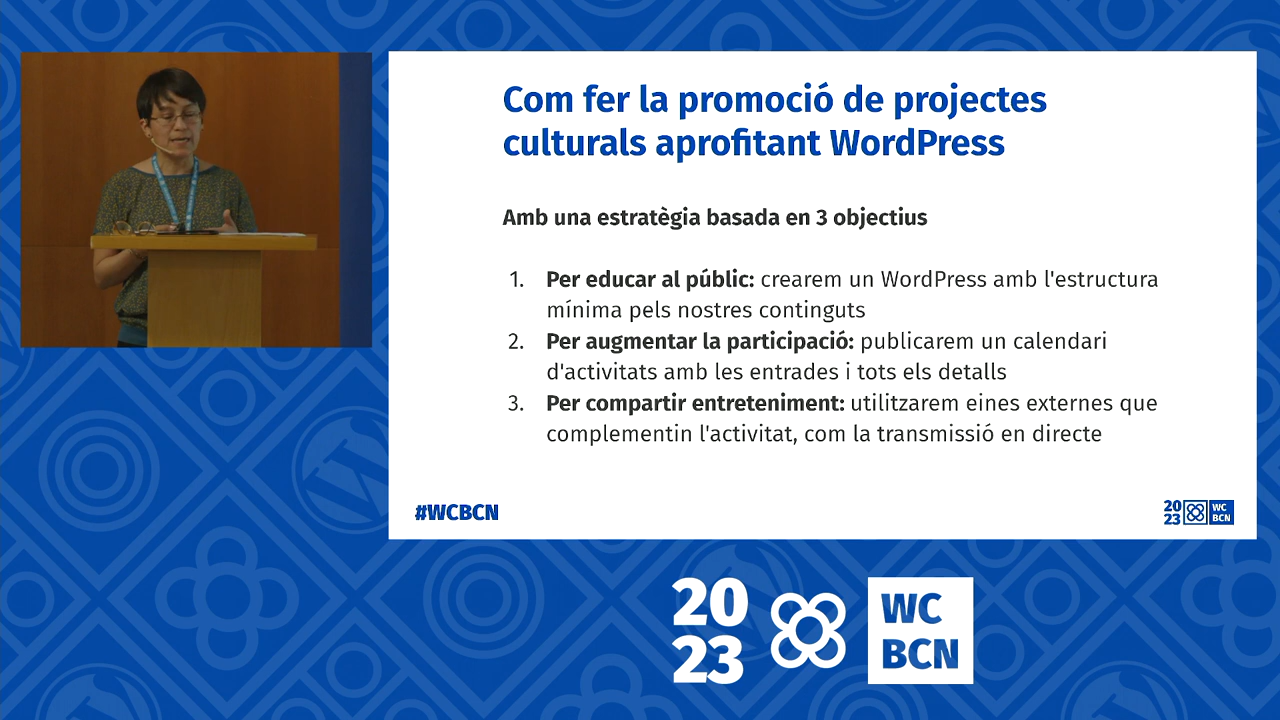 Com fer la promoció de projectes
culturals aprofitant WordPress
Amb una estratègia basada en 3 objectius
1. Per educar al públic: crearem un WordPress amb l'estructura
mínima pels nostres continguts
2. Per augmentar la participació: publicarem un calendari
d'activitats amb les entrades i tots els detalls
3. Per compartir entreteniment: utilitzarem eines externes que
complementin l'activitat, com la transmissió en directe
#WCBCN
20
23
WC
BCN
20
23
WC
BCN